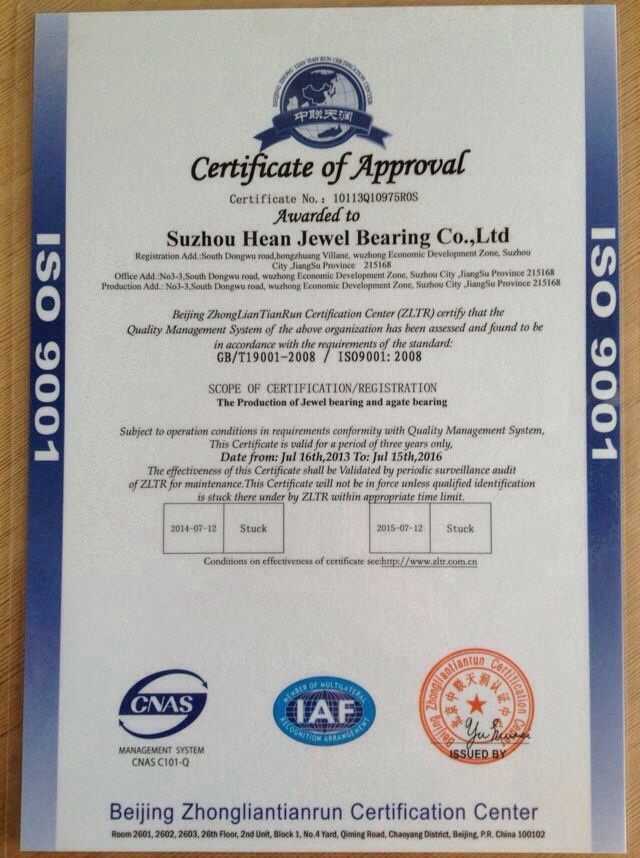 BEIJING ZHONG LIAN TIAN RUN CERTIFICATION CENTER
中联天润
Certificate of Approval
Certificate No.: 10113Q10975R0S
Awarded to
Suzhou Hean Jewel Bearing Co.,Ltd
Registration Add.:South Dongwu road,hongzhuang Villane, wuzhong Economic Development Zone, Suzhou
City ,JiangSu Province 215168
Office Add.:No3-3,South Dongwu road, wuzhong Economic Development Zone, Suzhou City ,JiangSu Province 215168
Production Add.: No3-3,South Dongwu road, wuzhong Economic Development Zone, Suzhou City ,JiangSu Province 215168
Beijing ZhongLianTianRun Certification Center (ZLTR) certify that the
Quality Management System of the above organization has been assessed and found to be
in accordance with the requirements of the standard:
GB/T19001-2008 / ISO9001: 2008
SCOPE OF CERTIFICATION/REGISTRATION
The Production of Jewel bearing and agate bearing
Subject to operation conditions in requirements conformity with Quality Management System,
This Certificate is valid for a period of three years only,
Date from: Jul 16th,2013 To: Jul 15th,2016
The effectiveness of this Certificate shall be Validated by periodic surveillance audit
of ZLTR for maintenance.This Certificate will not be in force unless qualified identification
is stuck there under by ZLTR within appropriate time limit.
2014-07-12 Stuck 2015-07-12 Stuck
Conditions on effectiveness of certificate see:http://www.zltr.com.cn
ISO 9001
ISO 9001
CNAS
MANAGEMENT SYSTEM
CNAS C101-Q
MEMBER OF MULTILATERAL
IAF
RECOGNITION ARRANGEMENT
Beijing Zhongliantianrun Certification Center
北京中联天润认证中心
ISSUED BY
Beijing Zhongliantianrun Certification Center
Room 2601, 2602, 2603, 26th Floor, 2nd Unit, Block 1, No.4 Yard, Qiming Road, Chaoyang District, Beijing, P.R. China 100102